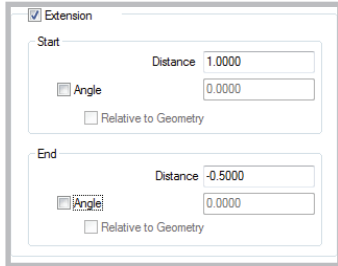 Extension
Start
Distance 1.0000
Angle 0.0000
Relative to Geometry
End
Distance -0.5000
Angle 0.0000
Relative to Geometry